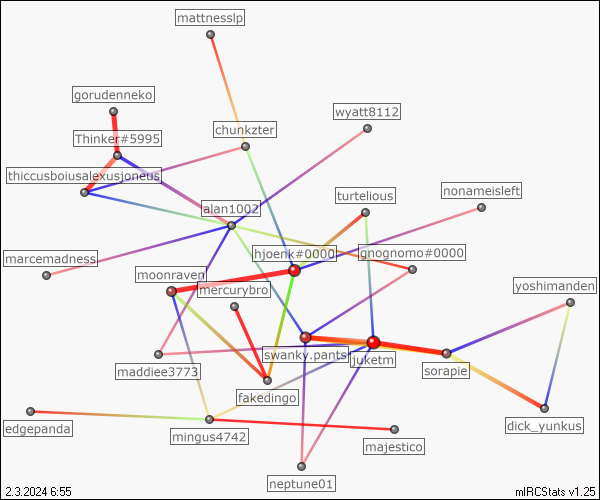 mattnesslp
gorudenneko
wyatt8112
chunkzter
Thinker#5995
thiccusboiusalexusjoneus
turtelious
nonameisleft
alan1002
marcemadness
hjoenk#0000
gnognomo#0000
moonraven
mercurybro
yoshimanden
swanky.pants
juketm
maddiee3773
sorapie
fakedingo
edgepanda
mingus4742
dick_yunkus
majestico
neptune01
2.3.2024 6:55
mIRCStats v1.25